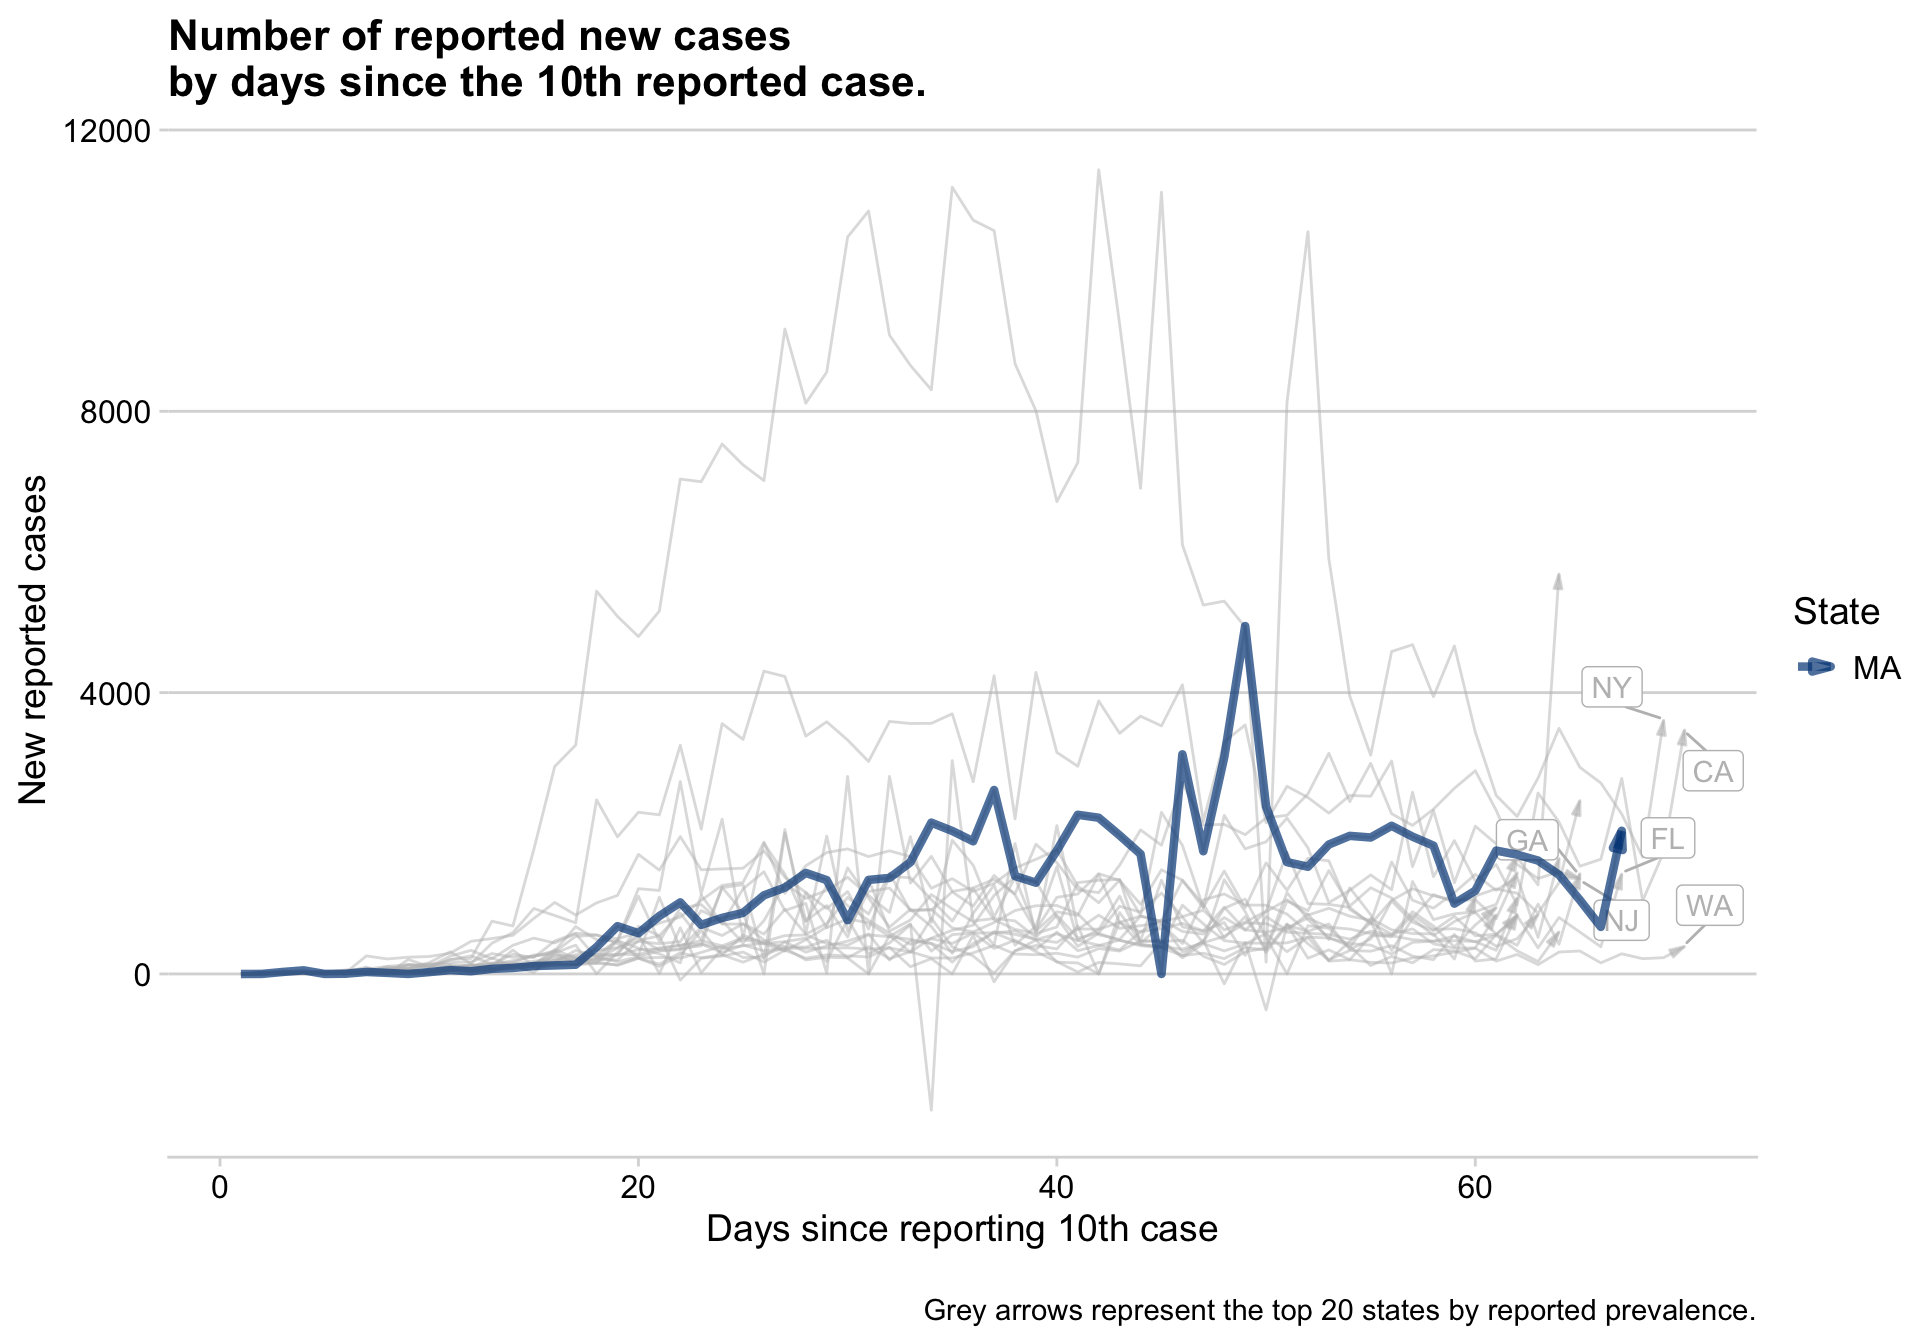 Number of reported new cases
by days since the 10th reported case.
12000
8000
4000
0
New reported cases
NY
CA
GA
FL
WA
NJ
State
MA
0
20
40
60
Days since reporting 10th case
Grey arrows represent the top 20 states by reported prevalence.